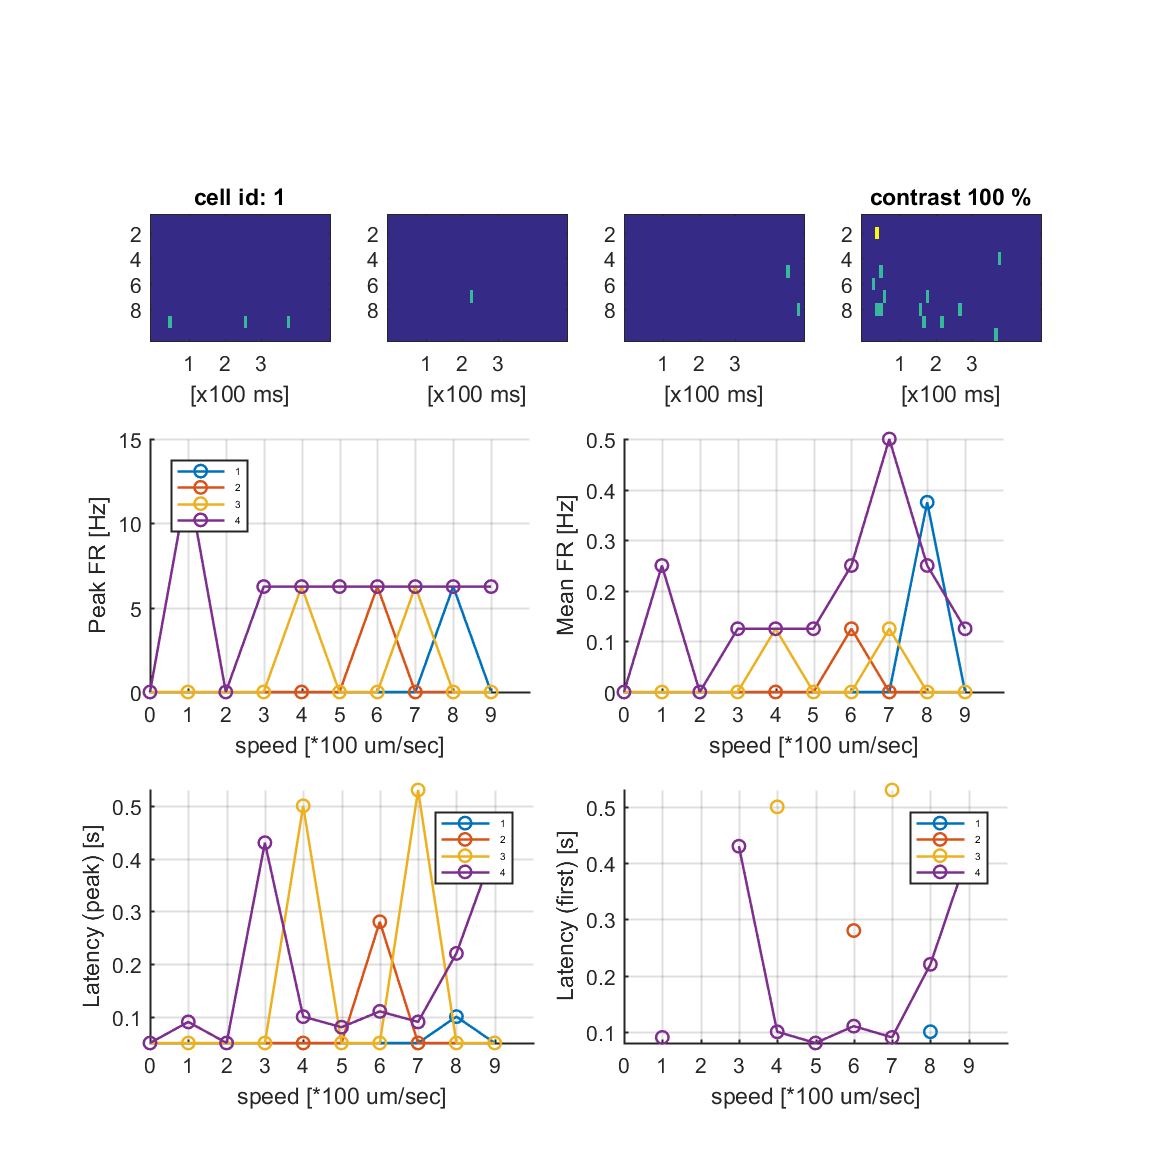 cell id: 1
contrast 100 %
2 2 2 2
4 4 4 4
6 6 6 6
8 8 8 8
1 2 3 1 2 3 1 2 3 1 2 3
[x100 ms] [x100 ms] [x100 ms] [x100 ms]
Peak FR [Hz]
15
10
5
0
1
2
3
4
0 1 2 3 4 5 6 7 8 9
speed [*100 um/sec]
Mean FR [Hz]
0.5
0.4
0.3
0.2
0.1
0
0 1 2 3 4 5 6 7 8 9
speed [*100 um/sec]
Latency (peak) [s]
0.5
0.4
0.3
0.2
0.1
1
2
3
4
0 1 2 3 4 5 6 7 8 9
speed [*100 um/sec]
Latency (first) [s]
0.5
0.4
0.3
0.2
0.1
1
2
3
4
0 1 2 3 4 5 6 7 8 9
speed [*100 um/sec]